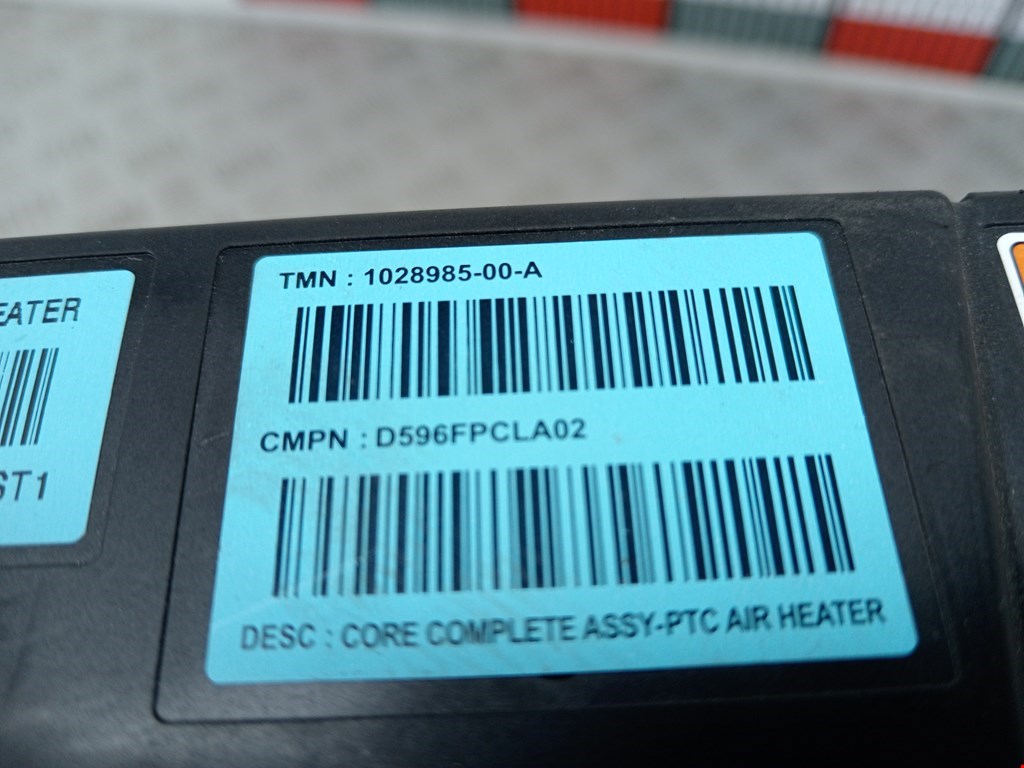 EATER
ST1
TMN : 1028985-00-A
CMPN : D596FPCLA02
DESC : CORE COMPLETE ASSY-PTC AIR HEATER